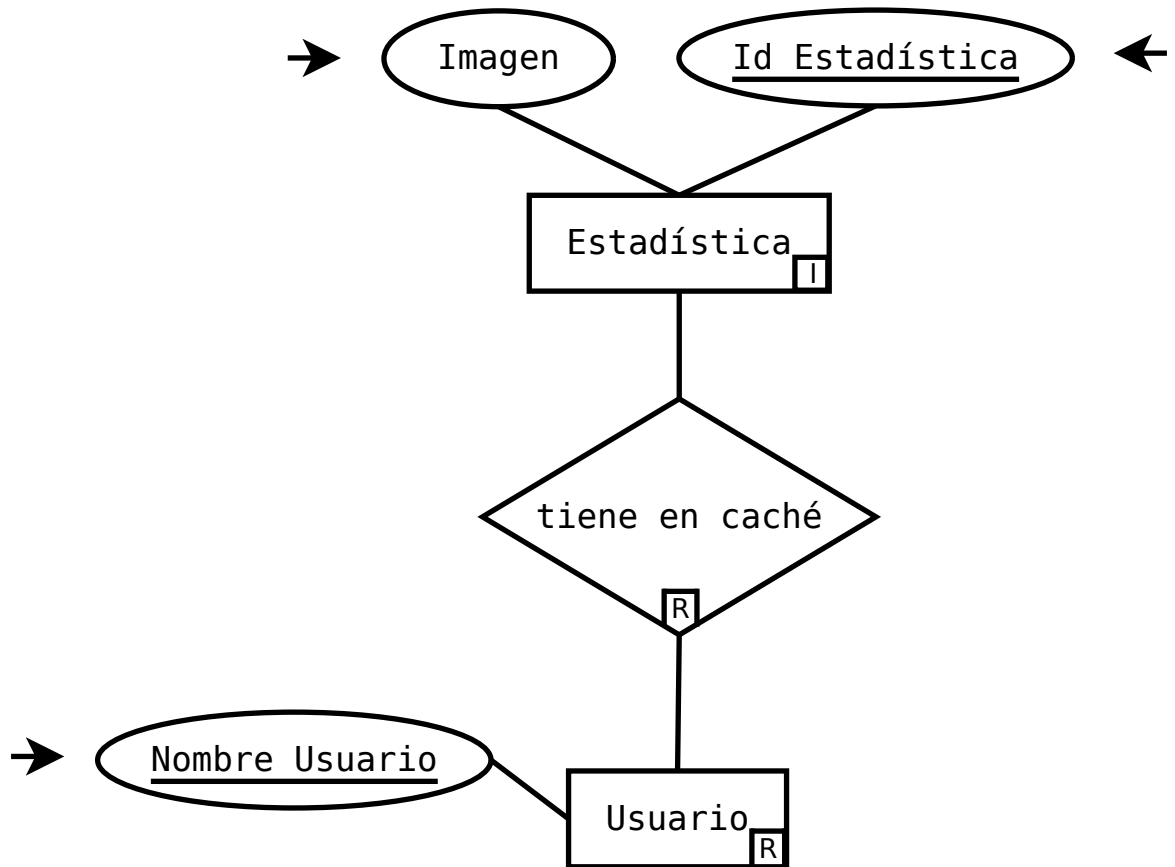 Imagen
Id Estadística
Estadística
I
tiene en caché
R
Nombre Usuario
Usuario
R